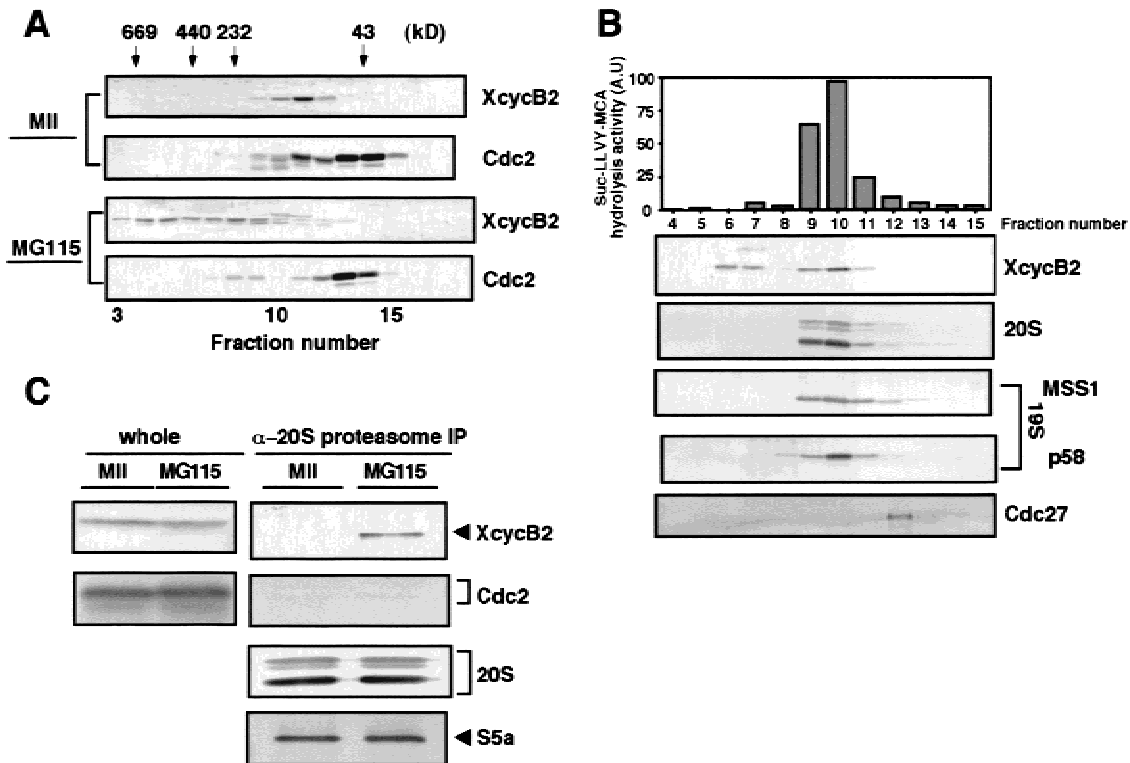 A
669 440 232 43 (kD)
XcycB2
MII
Cdc2
XcycB2
MG115
Cdc2
3 10 15
Fraction number
B
Suc-LLVY-MCA
hydrolysis activity (A.U)
100
75
50
25
0
4 5 6 7 8 9 10 11 12 13 14 15 Fraction number
XcycB2
20S
MSS1
19S
p58
Cdc27
C
whole α-20S proteasome IP
MII MG115 MII MG115
XcycB2
Cdc2
20S
S5a